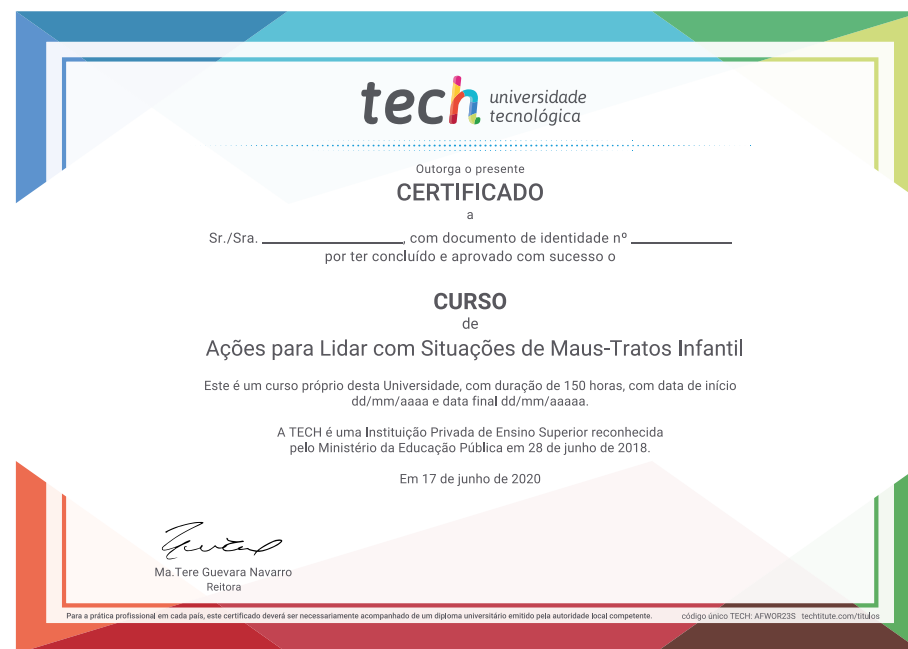 tech universidade
tecnológica
Outorga o presente
CERTIFICADO
a
Sr./Sra. ____________, com documento de identidade nº ____________
por ter concluído e aprovado com sucesso o
CURSO
de
Ações para Lidar com Situações de Maus-Tratos Infantil
Este é um curso próprio desta Universidade, com duração de 150 horas, com data de início
dd/mm/aaaa e data final dd/mm/aaaaa.
A TECH é uma Instituição Privada de Ensino Superior reconhecida
pelo Ministério da Educação Pública em 28 de junho de 2018.
Em 17 de junho de 2020
Ma.Tere Guevara Navarro
Reitora
Para a prática profissional em cada país, este certificado deverá ser necessariamente acompanhado de um diploma universitário emitido pela autoridade local competente. código único TECH: AFWOR23S techtitute.com/titulos